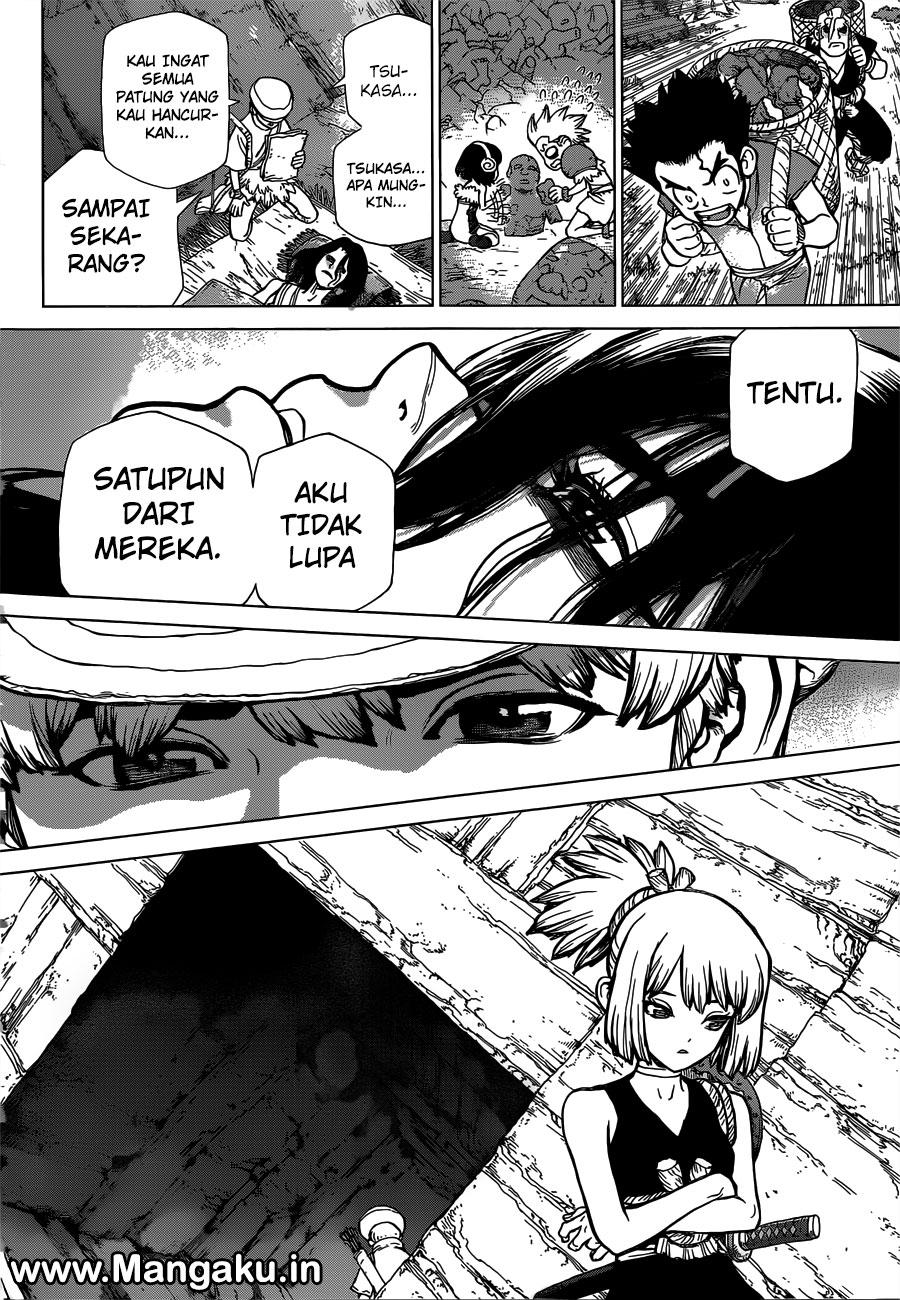 TSU-
KASA...
TSUKASA...
APA MUNG-
KIN...
KAU INGAT
SEMUA
PATUNG YANG
KAU HANCUR-
KAN...
SAMPAI
SEKA-
RANG?
TENTU.
AKU
TIDAK
LUPA
SATUPUN
DARI
MEREKA.
www.Mangaku.in